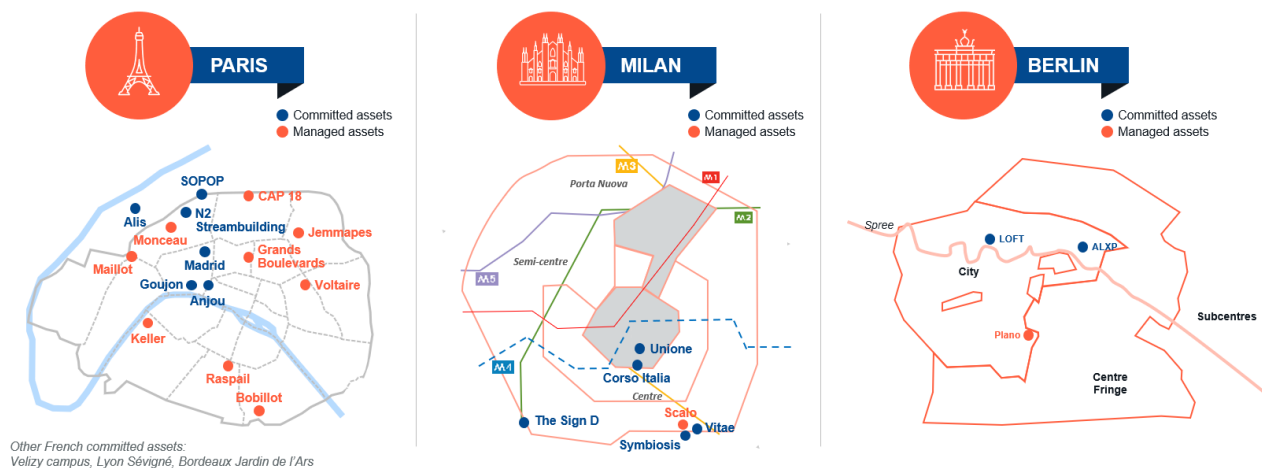 PARIS
Committed assets
Managed assets
SOPOP
CAP 18
Alis
N2
Streambuilding
Monceau
Jemmapes
Madrid
Grands
Boulevards
Maillot
Goujon
Anjou
Voltaire
Keller
Raspail
Bobillot
Other French committed assets:
Velizy campus, Lyon Sévigné, Bordeaux Jardin de l'Ars
MILAN
Committed assets
Managed assets
M3
M1
Porta Nuova
M2
Semi-centre
M5
Unione
M4
Corso Italia
Centre
Scalo
The Sign D
Vitae
Symbiosis
BERLIN
Committed assets
Managed assets
Spree
LOFT
ALXP
City
Subcentres
Plano
Centre
Fringe